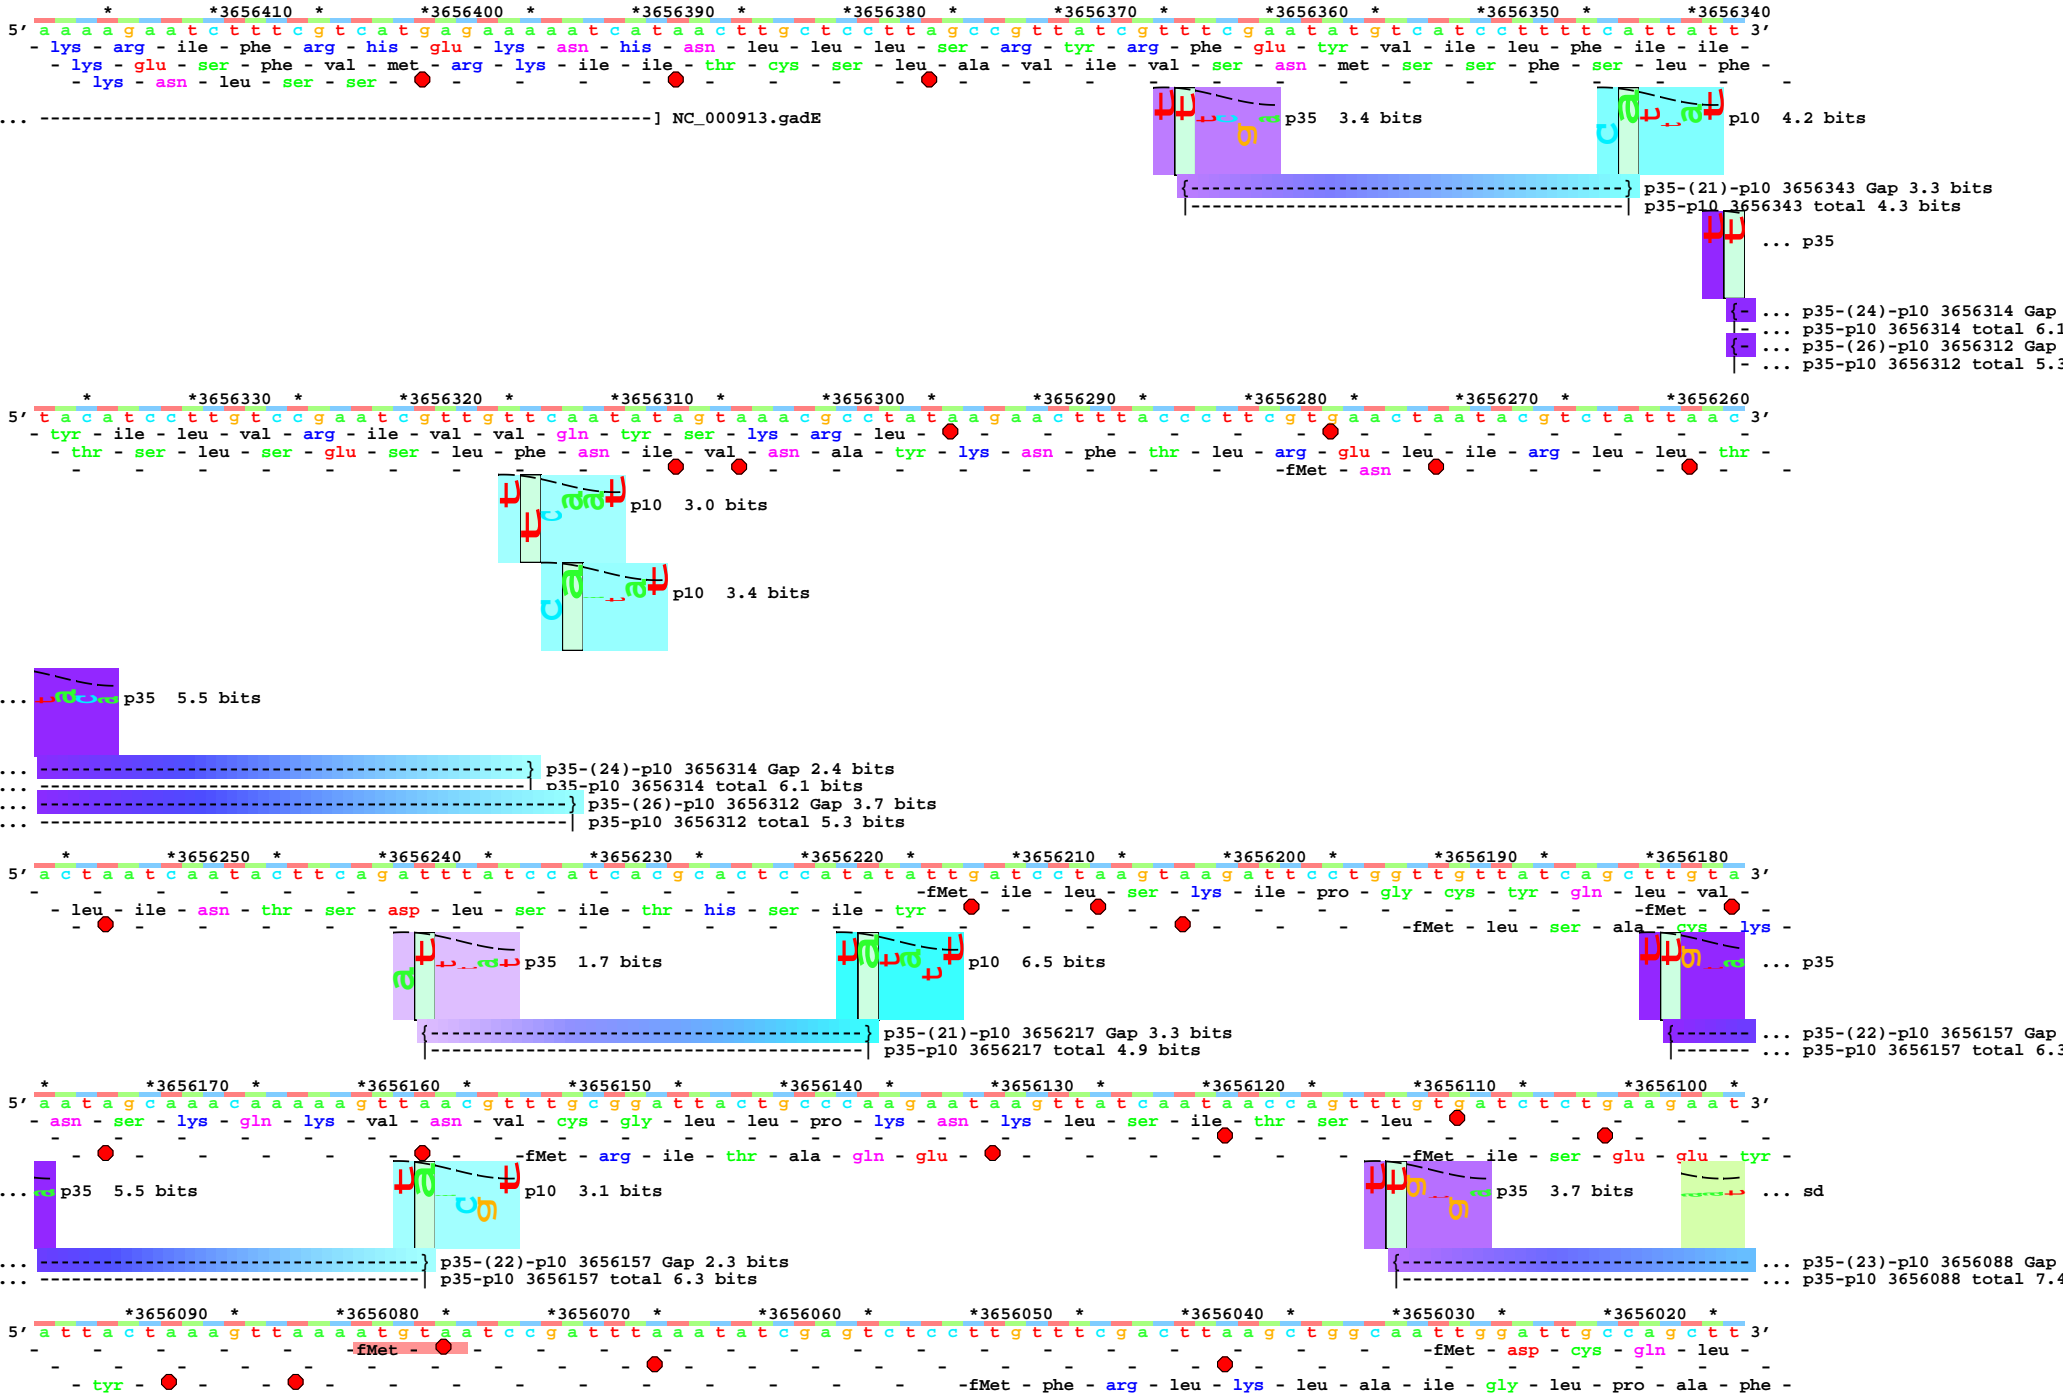 * *3656410 * *3656400 * *3656390 * *3656380 * *3656370 * *3656360 * *3656350 * *3656340
5' a a a a g a a t c t t t c g t c a t g a g a a a a a t c a t a a c t t g c t c c t t a g c c g t t a t c g t t t c g a a t a t g t c a t c c t t t t c a t t a t t 3'
- lys - arg - ile - phe - arg - his - glu - lys - asn - his - asn - leu - leu - leu - ser - arg - tyr - arg - phe - glu - tyr - val - ile - leu - phe - ile - ile -
- lys - glu - ser - phe - val - met - arg - lys - ile - ile - thr - cys - ser - leu - ala - val - ile - val - ser - asn - met - ser - ser - phe - ser - leu - phe -
- lys - asn - leu - ser - ser -
... -----------------------------] NC_000913.gadE
p35 3.4 bits
p10 4.2 bits
{--------------------} p35-(21)-p10 3656343 Gap 3.3 bits
|--------------------| p35-p10 3656343 total 4.3 bits
... p35
{- ... p35-(24)-p10 3656314 Gap
|- ... p35-p10 3656314 total 6.1
{- ... p35-(26)-p10 3656312 Gap
|- ... p35-p10 3656312 total 5.3
* *3656330 * *3656320 * *3656310 * *3656300 * *3656290 * *3656280 * *3656270 * *3656260
5' t a c a t c c t t g t c c g a a t c g t t g t t c a a t a t a g t a a a c g c c t a t a a g a a c t t t a c c c t t c g t g a a c t a a t a c g t c t a t t a a c 3'
- tyr - ile - leu - val - arg - ile - val - val - gln - tyr - ser - lys - arg - leu -
- thr - ser - leu - ser - glu - ser - leu - phe - asn - ile - val - asn - ala - tyr - lys - asn - phe - thr - leu - arg - glu - leu - ile - arg - leu - leu - thr -
-fMet - asn -
p10 3.0 bits
p10 3.4 bits
... p35 5.5 bits
... -----------------------} p35-(24)-p10 3656314 Gap 2.4 bits
... -----------------------| p35-p10 3656314 total 6.1 bits
... -------------------------} p35-(26)-p10 3656312 Gap 3.7 bits
... -------------------------| p35-p10 3656312 total 5.3 bits
* *3656250 * *3656240 * *3656230 * *3656220 * *3656210 * *3656200 * *3656190 * *3656180
5' a c t a a t c a a t a c t t c a g a t t t a t c c a t c a c g c a c t c c a t a t a t t g a t c c t a a g t a a g a t t c c t g g t t g t t a t c a g c t t g t a 3'
-fMet - ile - leu - ser - lys - ile - pro - gly - cys - tyr - gln - leu - val -
- leu - ile - asn - thr - ser - asp - leu - ser - ile - thr - his - ser - ile - tyr - -fMet -
-fMet - leu - ser - ala - cys - lys -
p35 1.7 bits
p10 6.5 bits
... p35
{--------------------} p35-(21)-p10 3656217 Gap 3.3 bits
|--------------------| p35-p10 3656217 total 4.9 bits
{---- ... p35-(22)-p10 3656157 Gap
|---- ... p35-p10 3656157 total 6.3
* *3656170 * *3656160 * *3656150 * *3656140 * *3656130 * *3656120 * *3656110 * *3656100 *
5' a a t a g c a a a c a a a a a g t t a a c g t t t g c g g a t t a c t g c c c a a g a a t a a g t t a t c a a t a a c c a g t t t g t g a t c t c t g a a g a a t 3'
- asn - ser - lys - gln - lys - val - asn - val - cys - gly - leu - leu - pro - lys - asn - lys - leu - ser - ile - thr - ser - leu -
-fMet - arg - ile - thr - ala - gln - glu - -fMet - ile - ser - glu - glu - tyr -
... p35 5.5 bits
p10 3.1 bits
p35 3.7 bits
... sd
... ------------------} p35-(22)-p10 3656157 Gap 2.3 bits
... ------------------| p35-p10 3656157 total 6.3 bits
{---------------- ... p35-(23)-p10 3656088 Gap
|---------------- ... p35-p10 3656088 total 7.4
*3656090 * *3656080 * *3656070 * *3656060 * *3656050 * *3656040 * *3656030 * *3656020 *
5' a t t a c t a a a g t t a a a a t g t a a t c c g a t t t a a a t a t c g a g t c t c c t t g t t t c g a c t t a a g c t g g c a a t t g g a t t g c c a g c t t 3'
-fMet - -fMet - asp - cys - gln - leu -
- tyr - -fMet - phe - arg - leu - lys - leu - ala - ile - gly - leu - pro - ala - phe -